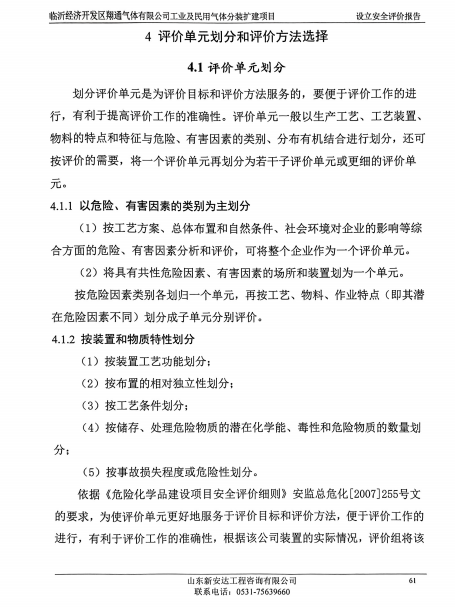 临沂经济开发区翔通气体有限公司工业及民用气体分装扩建项目 设立安全评价报告
4 评价单元划分和评价方法选择
4.1 评价单元划分
划分评价单元是为评价目标和评价方法服务的，要便于评价工作的进
行，有利于提高评价工作的准确性。评价单元一般以生产工艺、工艺装置、
物料的特点和特征与危险、有害因素的类别、分布有机结合进行划分，还可
按评价的需要，将一个评价单元再划分为若干子评价单元或更细的评价单
元。
4.1.1 以危险、有害因素的类别为主划分
（1）按工艺方案、总体布置和自然条件、社会环境对企业的影响等综
合方面的危险、有害因素分析和评价，可将整个企业作为一个评价单元。
（2）将具有共性危险因素、有害因素的场所和装置划为一个单元。
按危险因素类别各划归一个单元，再按工艺、物料、作业特点（即其潜
在危险因素不同）划分成子单元分别评价。
4.1.2 按装置和物质特性划分
（1）按装置工艺功能划分；
（2）按布置的相对独立性划分；
（3）按工艺条件划分；
（4）按储存、处理危险物质的潜在化学能、毒性和危险物质的数量划
分；
（5）按事故损失程度或危险性划分。
依据《危险化学品建设项目安全评价细则》安监总危化[2007]255号文
的要求，为使评价单元更好地服务于评价目标和评价方法，便于评价工作的
进行，有利于评价工作的准确性，根据该公司装置的实际情况，评价组将该
山东新安达工程咨询有限公司 61
联系电话：0531-75639660